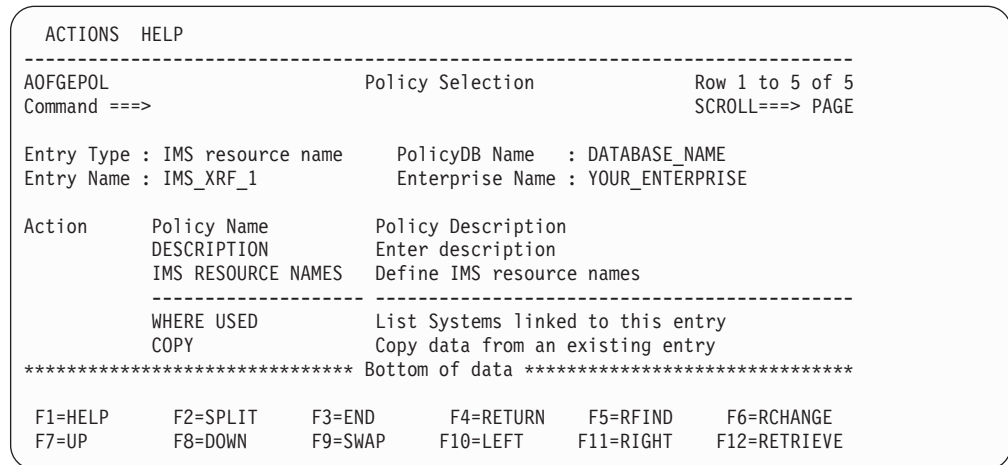 ACTIONS  HELP
-------------------------------------------------------------------------------
AOFGEPOL                        Policy Selection               Row 1 to 5 of 5
Command ===>                                                   SCROLL===> PAGE
Entry Type : IMS resource name     PolicyDB Name   : DATABASE_NAME
Entry Name : IMS_XRF_1             Enterprise Name : YOUR_ENTERPRISE
Action      Policy Name          Policy Description
            DESCRIPTION          Enter description
            IMS RESOURCE NAMES   Define IMS resource names
            -------------------- ---------------------------------------------
            WHERE USED           List Systems linked to this entry
            COPY                 Copy data from an existing entry
******************************* Bottom of data *******************************
F1=HELP      F2=SPLIT     F3=END       F4=RETURN    F5=RFIND     F6=RCHANGE
F7=UP        F8=DOWN      F9=SWAP     F10=LEFT     F11=RIGHT    F12=RETRIEVE